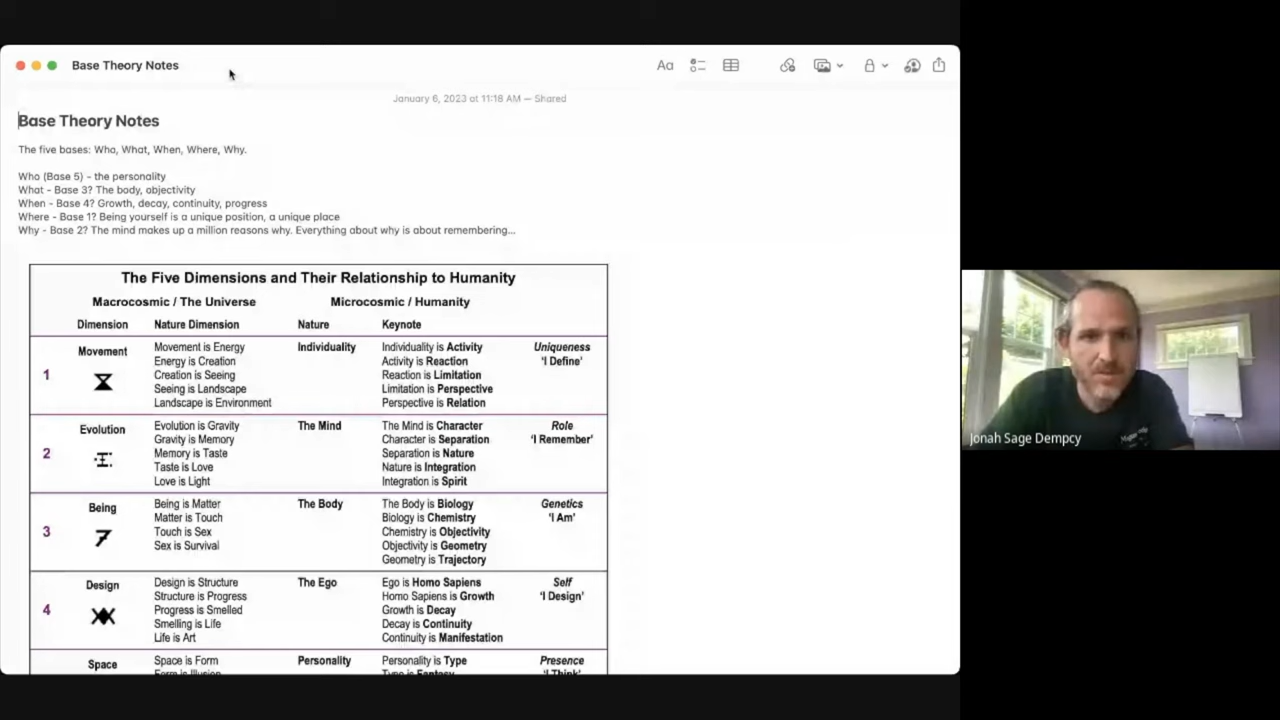 Base Theory Notes
January 6, 2023 at 11:18 AM — Shared
Base Theory Notes
The five bases: Who, What, When, Where, Why.
Who (Base 5) - the personality
What - Base 3? The body, objectivity
When - Base 4? Growth, decay, continuity, progress
Where - Base 1? Being yourself is a unique position, a unique place
Why - Base 2? The mind makes up a million reasons why. Everything about why is about remembering...
The Five Dimensions and Their Relationship to Humanity
Macrocosmic / The Universe Microcosmic / Humanity
Dimension Nature Dimension Nature Keynote
1 Movement
Movement is Energy
Energy is Creation
Creation is Seeing
Seeing is Landscape
Landscape is Environment
Individuality
Individuality is Activity
Activity is Reaction
Reaction is Limitation
Limitation is Perspective
Perspective is Relation
Uniqueness
'I Define'
2 Evolution
Evolution is Gravity
Gravity is Memory
Memory is Taste
Taste is Love
Love is Light
The Mind
The Mind is Character
Character is Separation
Separation is Nature
Nature is Integration
Integration is Spirit
Role
'I Remember'
3 Being
Being is Matter
Matter is Touch
Touch is Sex
Sex is Survival
The Body
The Body is Biology
Biology is Chemistry
Chemistry is Objectivity
Objectivity is Geometry
Geometry is Trajectory
Genetics
'I Am'
4 Design
Design is Structure
Structure is Progress
Progress is Smelled
Smelling is Life
Life is Art
The Ego
Ego is Homo Sapiens
Homo Sapiens is Growth
Growth is Decay
Decay is Continuity
Continuity is Manifestation
Self
'I Design'
Space
Space is Form
Form is Illusion
Personality
Personality is Type
Type is Fantasy
Presence
'I Think'
Aa
Jonah Sage Dempcy